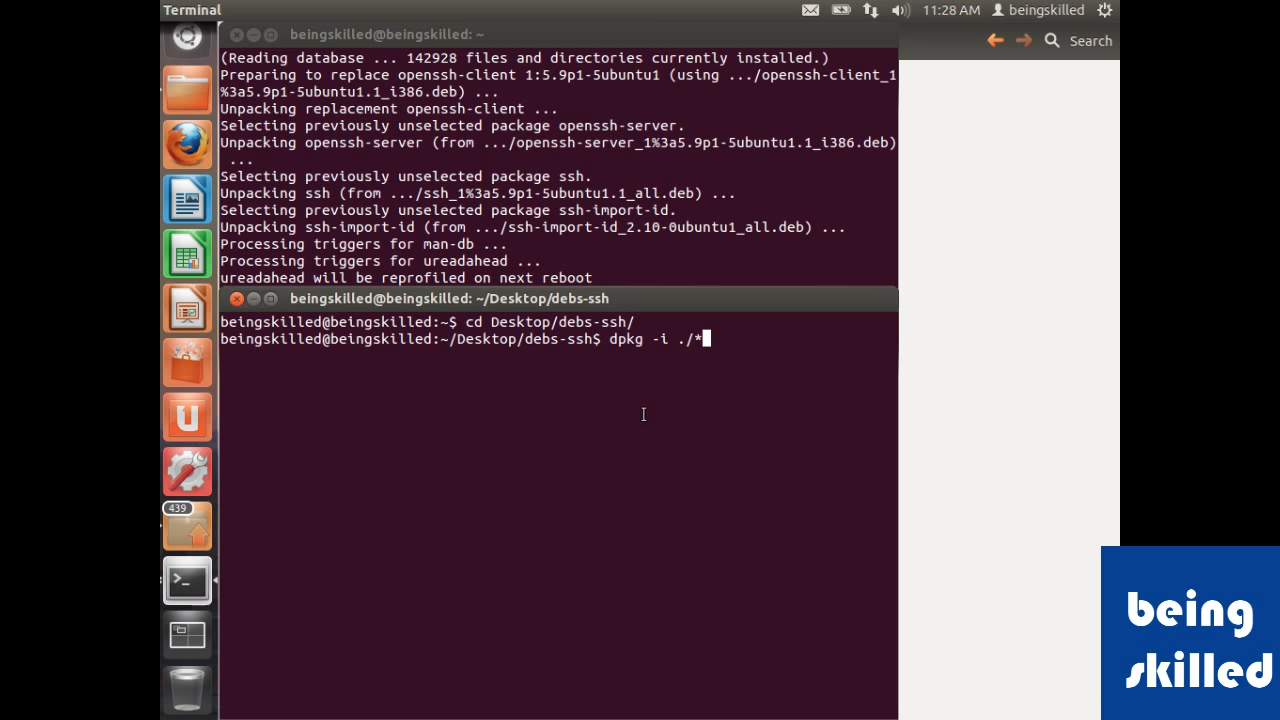 Terminal
11:28 AM beingskilled
beingskilled@beingskilled: ~
Search
(Reading database ... 142928 files and directories currently installed.)
Preparing to replace openssh-client 1:5.9p1-5ubuntu1 (using .../openssh-client_1
%3a5.9p1-5ubuntu1.1_i386.deb) ...
Unpacking replacement openssh-client ...
Selecting previously unselected package openssh-server.
Unpacking openssh-server (from .../openssh-server_1%3a5.9p1-5ubuntu1.1_i386.deb)
...
Selecting previously unselected package ssh.
Unpacking ssh (from .../ssh_1%3a5.9p1-5ubuntu1.1_all.deb) ...
Selecting previously unselected package ssh-import-id.
Unpacking ssh-import-id (from .../ssh-import-id_2.10-0ubuntu1_all.deb) ...
Processing triggers for man-db ...
Processing triggers for ureadahead ...
ureadahead will be reprofiled on next reboot
beingskilled@beingskilled: ~/Desktop/debs-ssh
beingskilled@beingskilled:~$ cd Desktop/debs-ssh/
beingskilled@beingskilled:~/Desktop/debs-ssh$ dpkg -i ./*
439
being
skilled